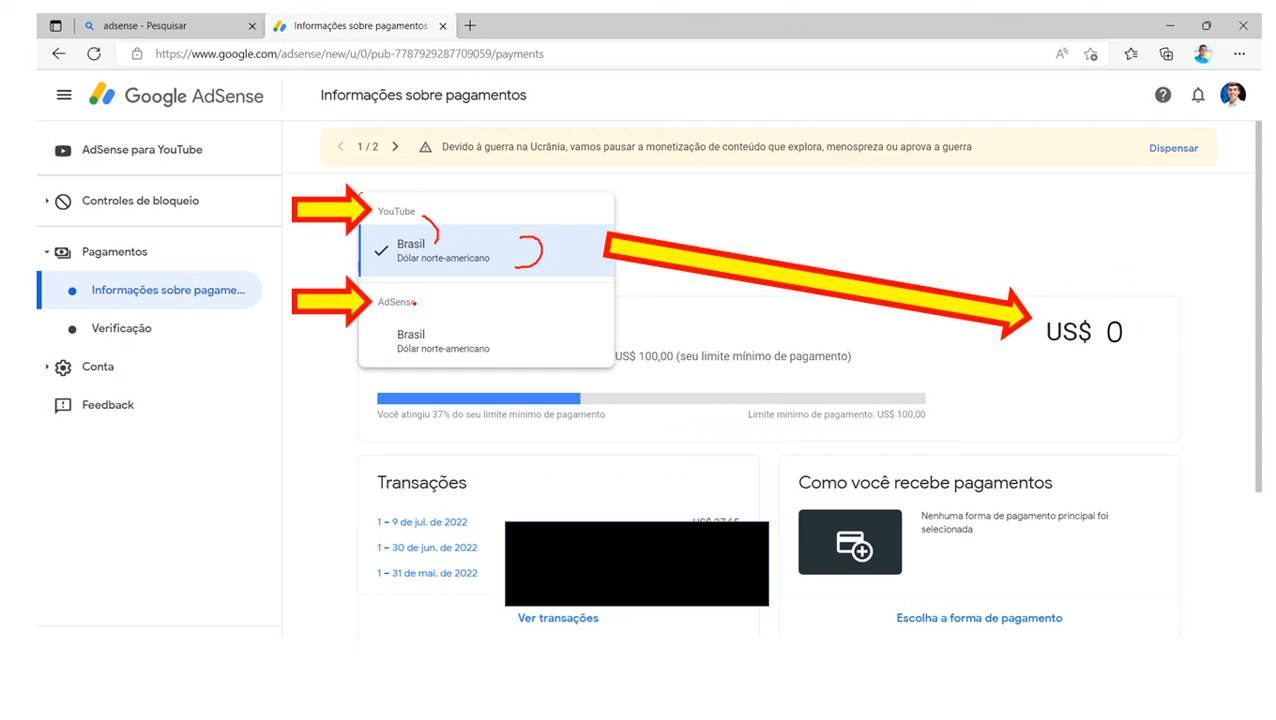 adsense - Pesquisar
Informações sobre pagamentos
https://www.google.com/adsense/new/u/0/pub-7787929287709059/payments
Google AdSense
Informações sobre pagamentos
AdSense para YouTube
1 / 2
Devido à guerra na Ucrânia, vamos pausar a monetização de conteúdo que explora, menospreza ou aprova a guerra
Dispensar
Controles de bloqueio
YouTube
Brasil
Dólar norte-americano
Pagamentos
Informações sobre pagame...
AdSense
Verificação
Brasil
Dólar norte-americano
US$ 0
US$ 100,00 (seu limite mínimo de pagamento)
Conta
Feedback
Você atingiu 37% do seu limite mínimo de pagamento
Limite mínimo de pagamento: US$ 100,00
Transações
1 – 9 de jul. de 2022
1 – 30 de jun. de 2022
1 – 31 de mai. de 2022
Ver transações
Como você recebe pagamentos
Nenhuma forma de pagamento principal foi
selecionada
Escolha a forma de pagamento